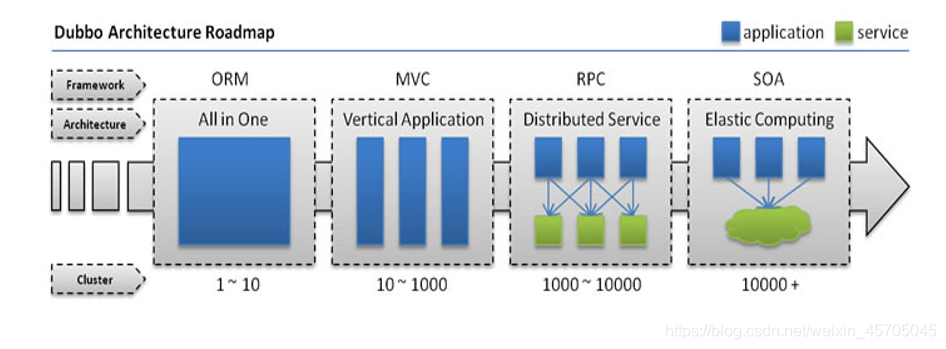 Dubbo Architecture Roadmap
application
service
Framework
ORM
MVC
RPC
SOA
Architecture
All in One
Vertical Application
Distributed Service
Elastic Computing
Cluster
1 ~ 10
10 ~ 1000
1000 ~ 10000
10000 +
https://blog.csdn.net/weixin_45705045